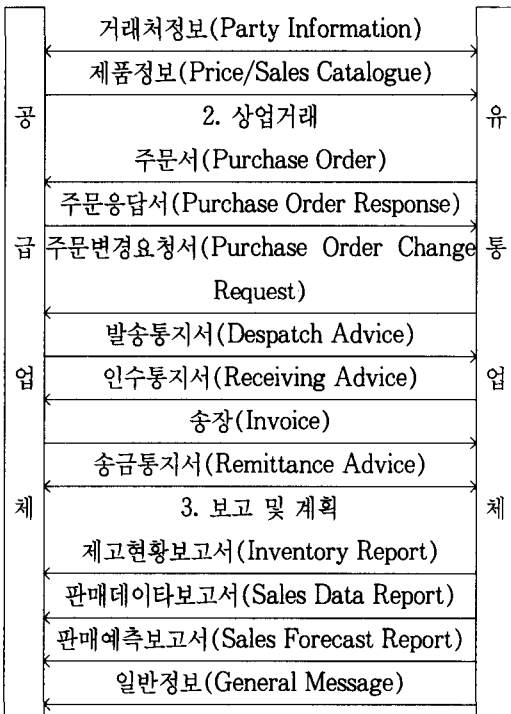 거래처정보(Party Information)
제품정보(Price/Sales Catalogue)
2. 상업거래
주문서(Purchase Order)
주문응답서(Purchase Order Response)
주문변경요청서(Purchase Order Change
Request)
발송통지서(Despatch Advice)
인수통지서(Receiving Advice)
송장(Invoice)
송금통지서(Remittance Advice)
3. 보고 및 계획
제고현황보고서(Inventory Report)
판매데이타보고서(Sales Data Report)
판매예측보고서(Sales Forecast Report)
일반정보(General Message)
공
급
업
체
유
통
업
체